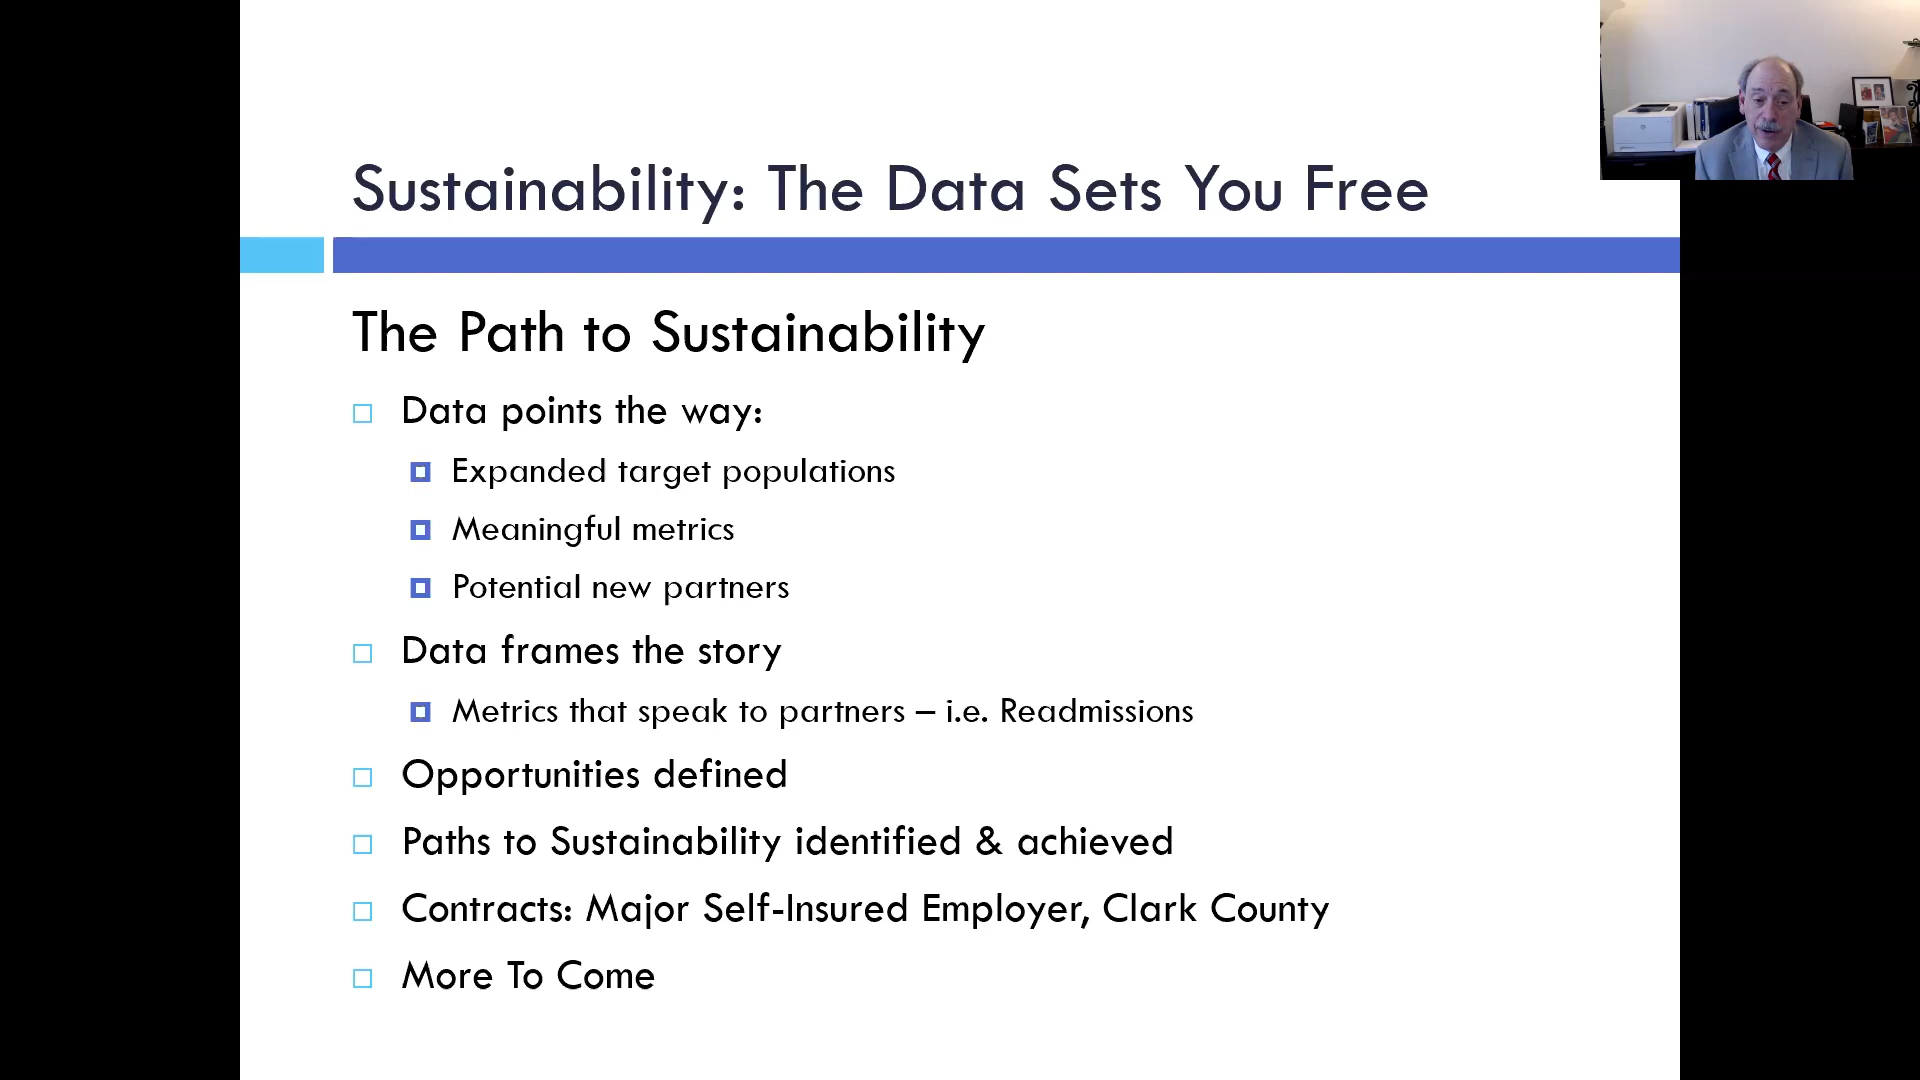 Sustainability: The Data Sets You Free
The Path to Sustainability
Data points the way:
Expanded target populations
Meaningful metrics
Potential new partners
Data frames the story
Metrics that speak to partners – i.e. Readmissions
Opportunities defined
Paths to Sustainability identified & achieved
Contracts: Major Self-Insured Employer, Clark County
More To Come